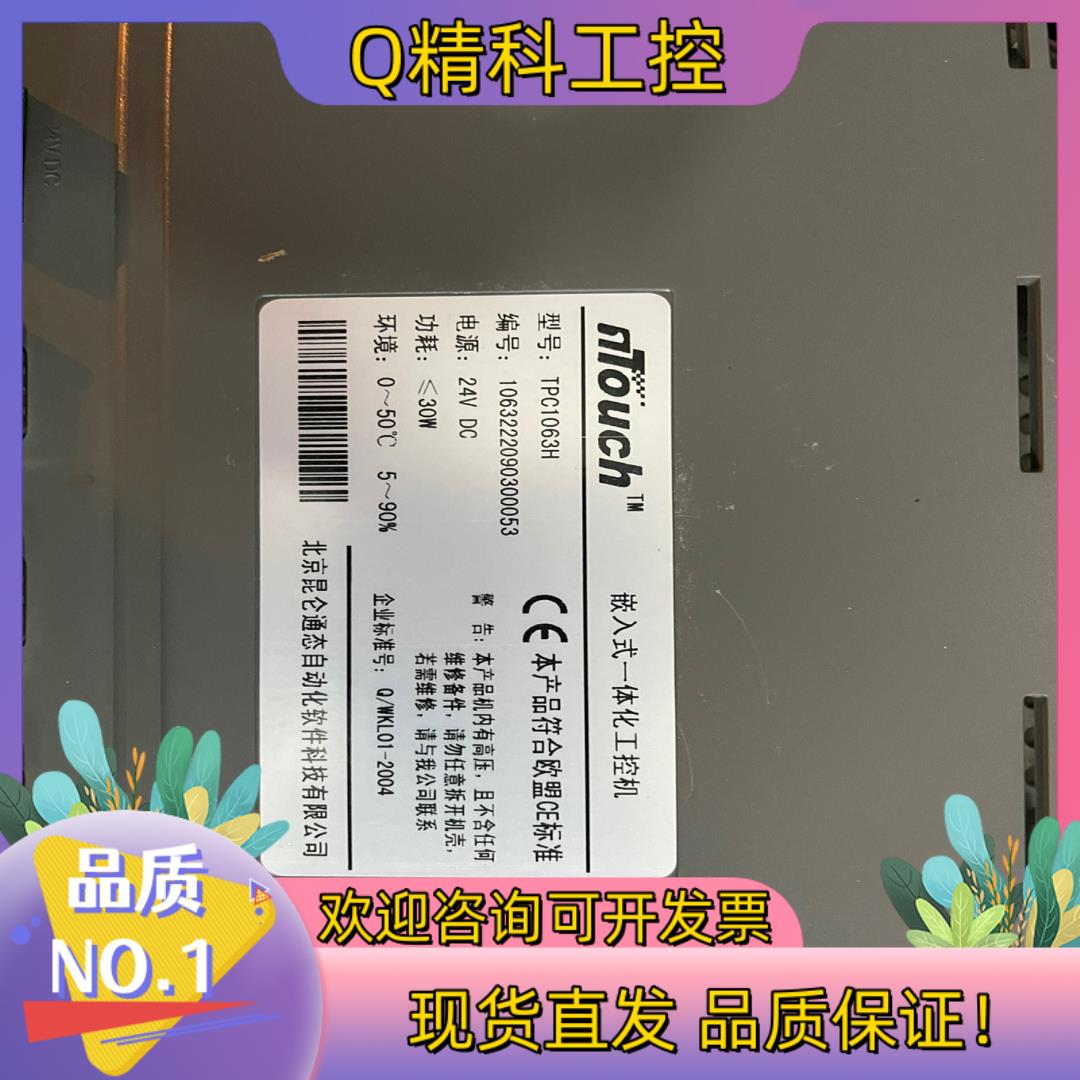 Q精科工控
24V DC
nTouch™
嵌入式一体化工控机
型号: TPC1063H
编号: 1063222090300053
电源: 24V DC
功耗: ≤30W
环境: 0～50℃ 5～90%
CE 本产品符合欧盟CE标准
警 告: 本产品机内有高压, 且不含任何
维修备件, 请勿任意拆开机壳,
若需维修, 请与我公司联系
企业标准号: Q/WKL01-2004
北京昆仑通态自动化软件科技有限公司
品质
NO.1
欢迎咨询可开发票
现货直发 品质保证!